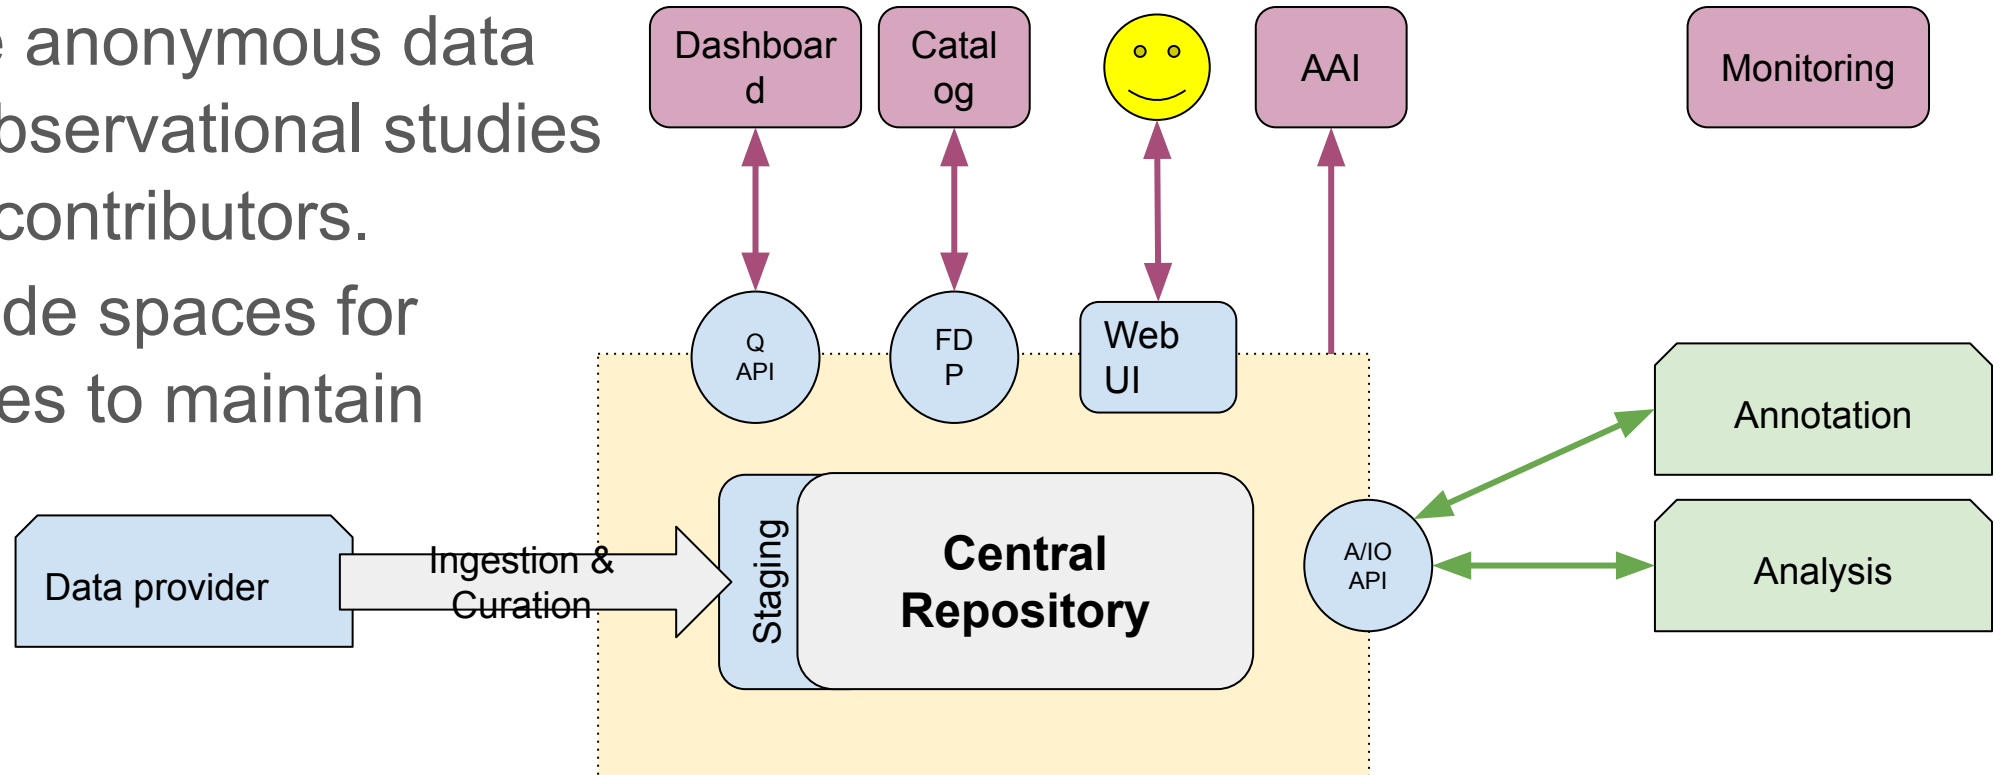 e anonymous data
bservational studies
contributors.
de spaces for
es to maintain
Dashboar
d
Catal
og
AAI
Monitoring
Q
API
FD
P
Web
UI
Annotation
Data provider
Ingestion &
Curation
Staging
Central
Repository
A/IO
API
Analysis